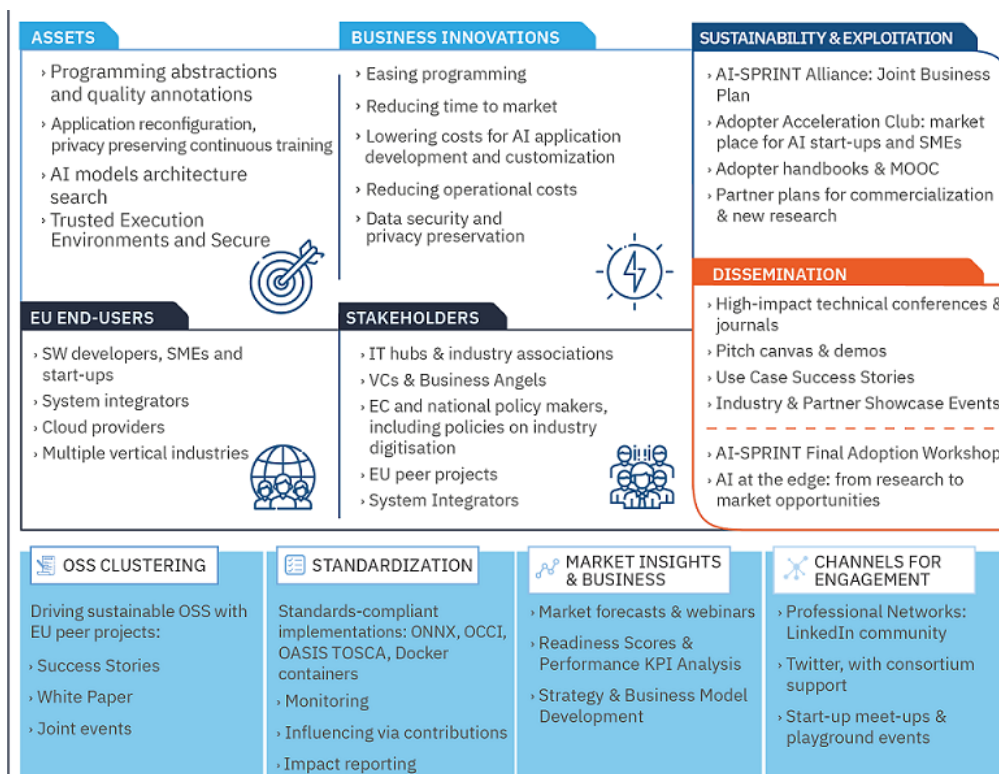 ASSETS
› Programming abstractions
and quality annotations
› Application reconfiguration,
privacy preserving continuous training
› AI models architecture
search
› Trusted Execution
Environments and Secure
BUSINESS INNOVATIONS
› Easing programming
› Reducing time to market
› Lowering costs for AI application
development and customization
› Reducing operational costs
› Data security and
privacy preservation
SUSTAINABILITY & EXPLOITATION
› AI-SPRINT Alliance: Joint Business
Plan
› Adopter Acceleration Club: market
place for AI start-ups and SMEs
› Adopter handbooks & MOOC
› Partner plans for commercialization
& new research
EU END-USERS
› SW developers, SMEs and
start-ups
› System integrators
› Cloud providers
› Multiple vertical industries
STAKEHOLDERS
› IT hubs & industry associations
› VCs & Business Angels
› EC and national policy makers,
including policies on industry
digitisation
› EU peer projects
› System Integrators
DISSEMINATION
› High-impact technical conferences &
journals
› Pitch canvas & demos
› Use Case Success Stories
› Industry & Partner Showcase Events
› AI-SPRINT Final Adoption Workshop
› AI at the edge: from research to
market opportunities
OSS CLUSTERING
Driving sustainable OSS with
EU peer projects:
› Success Stories
› White Paper
› Joint events
STANDARDIZATION
Standards-compliant
implementations: ONNX, OCCI,
OASIS TOSCA, Docker
containers
› Monitoring
› Influencing via contributions
› Impact reporting
MARKET INSIGHTS
& BUSINESS
› Market forecasts & webinars
› Readiness Scores &
Performance KPI Analysis
› Strategy & Business Model
Development
CHANNELS FOR
ENGAGEMENT
› Professional Networks:
LinkedIn community
› Twitter, with consortium
support
› Start-up meet-ups &
playground events